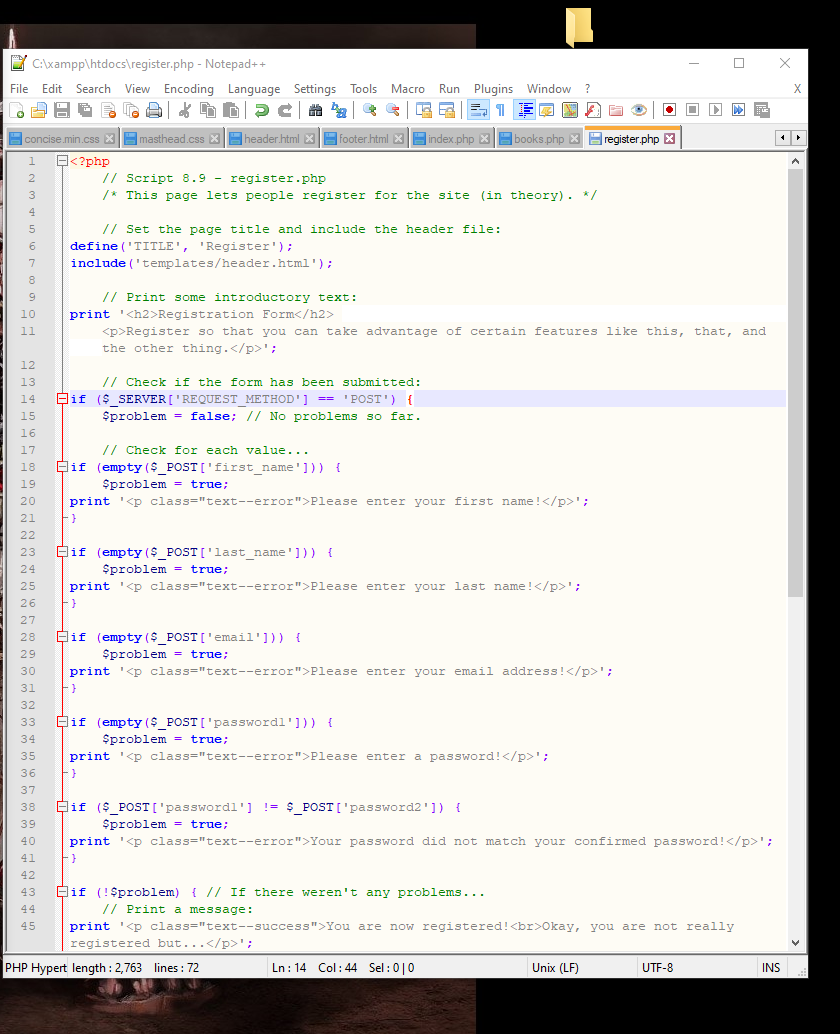 C:\xampp\htdocs\register.php - Notepad++
File Edit Search View Encoding Language Settings Tools Macro Run Plugins Window ? X
concise.min.css masthead.css header.html footer.html index.php books.php register.php
1 <?php
2 // Script 8.9 - register.php
3 /* This page lets people register for the site (in theory). */
4
5 // Set the page title and include the header file:
6 define('TITLE', 'Register');
7 include('templates/header.html');
8
9 // Print some introductory text:
10 print '<h2>Registration Form</h2>
11 <p>Register so that you can take advantage of certain features like this, that, and
the other thing.</p>';
12
13 // Check if the form has been submitted:
14 if ($_SERVER['REQUEST_METHOD'] == 'POST') {
15 $problem = false; // No problems so far.
16
17 // Check for each value...
18 if (empty($_POST['first_name'])) {
19 $problem = true;
20 print '<p class="text--error">Please enter your first name!</p>';
21 }
22
23 if (empty($_POST['last_name'])) {
24 $problem = true;
25 print '<p class="text--error">Please enter your last name!</p>';
26 }
27
28 if (empty($_POST['email'])) {
29 $problem = true;
30 print '<p class="text--error">Please enter your email address!</p>';
31 }
32
33 if (empty($_POST['password1'])) {
34 $problem = true;
35 print '<p class="text--error">Please enter a password!</p>';
36 }
37
38 if ($_POST['password1'] != $_POST['password2']) {
39 $problem = true;
40 print '<p class="text--error">Your password did not match your confirmed password!</p>';
41 }
42
43 if (!$problem) { // If there weren't any problems...
44 // Print a message:
45 print '<p class="text--success">You are now registered!<br>Okay, you are not really
registered but...</p>';
PHP Hypert length : 2,763 lines : 72 Ln : 14 Col : 44 Sel : 0 | 0 Unix (LF) UTF-8 INS